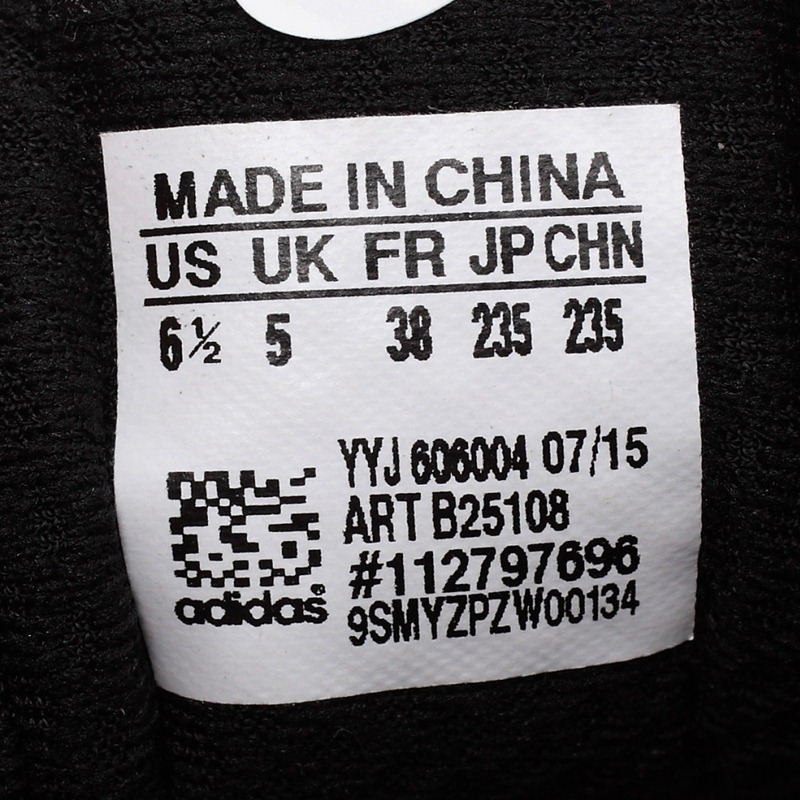 MADE IN CHINA
US UK FR JP CHN
6½ 5 38 235 235
YYJ 606004 07/15
ART B25108
#112797696
9SMYZPZW00134
adidas®